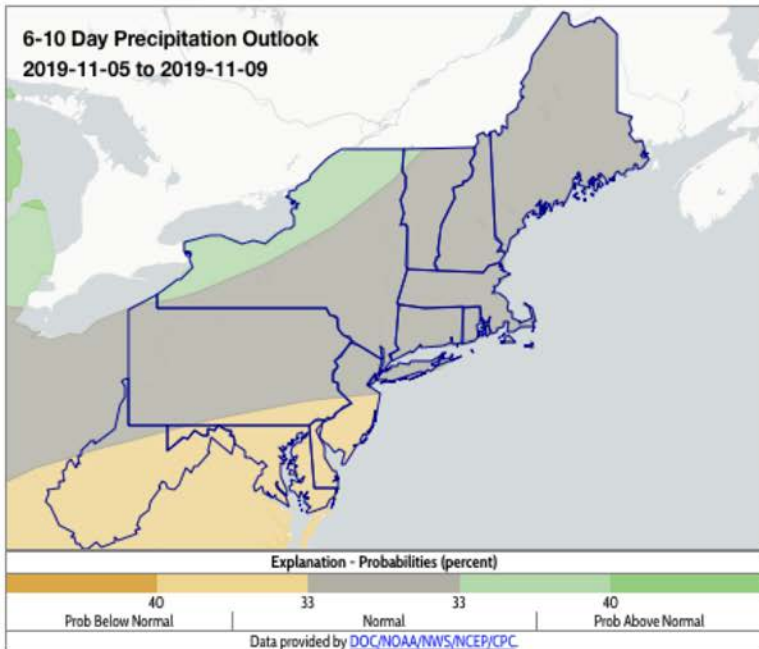 6-10 Day Precipitation Outlook
2019-11-05 to 2019-11-09
Explanation - Probabilities (percent)
40 33 33 40
Prob Below Normal Normal Prob Above Normal
Data provided by DOC/NOAA/NWS/NCEP/CPC.